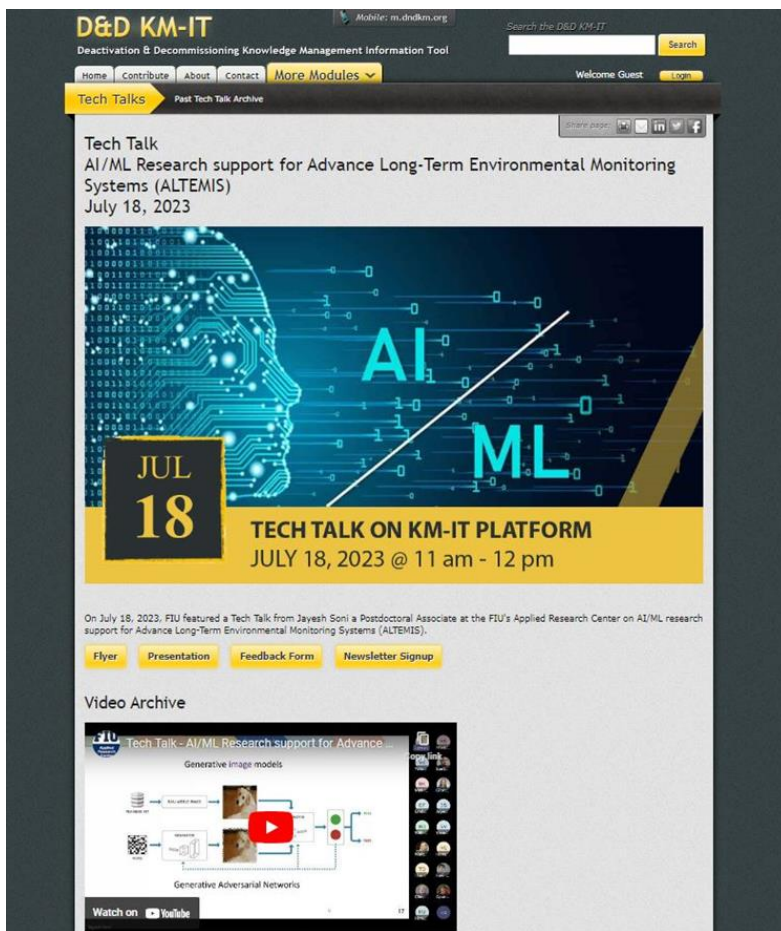 D&D KM-IT
Mobile: m.dndkm.org
Search the D&D KM-IT
Deactivation & Decommissioning Knowledge Management Information Tool
Search
Home Contribute About Contact More Modules
Welcome Guest Login
Tech Talks Past Tech Talk Archive
Share page:
Tech Talk
AI/ML Research support for Advance Long-Term Environmental Monitoring
Systems (ALTEMIS)
July 18, 2023
AI
ML
JUL
18
TECH TALK ON KM-IT PLATFORM
JULY 18, 2023 @ 11 am - 12 pm
On July 18, 2023, FIU featured a Tech Talk from Jayesh Soni a Postdoctoral Associate at the FIU's Applied Research Center on AI/ML research
support for Advance Long-Term Environmental Monitoring Systems (ALTEMIS).
Flyer Presentation Feedback Form Newsletter Signup
Video Archive
FIU
Tech Talk - AI/ML Research support for Advance ...
Copy link
Generative image models
Generative Adversarial Networks
Watch on YouTube